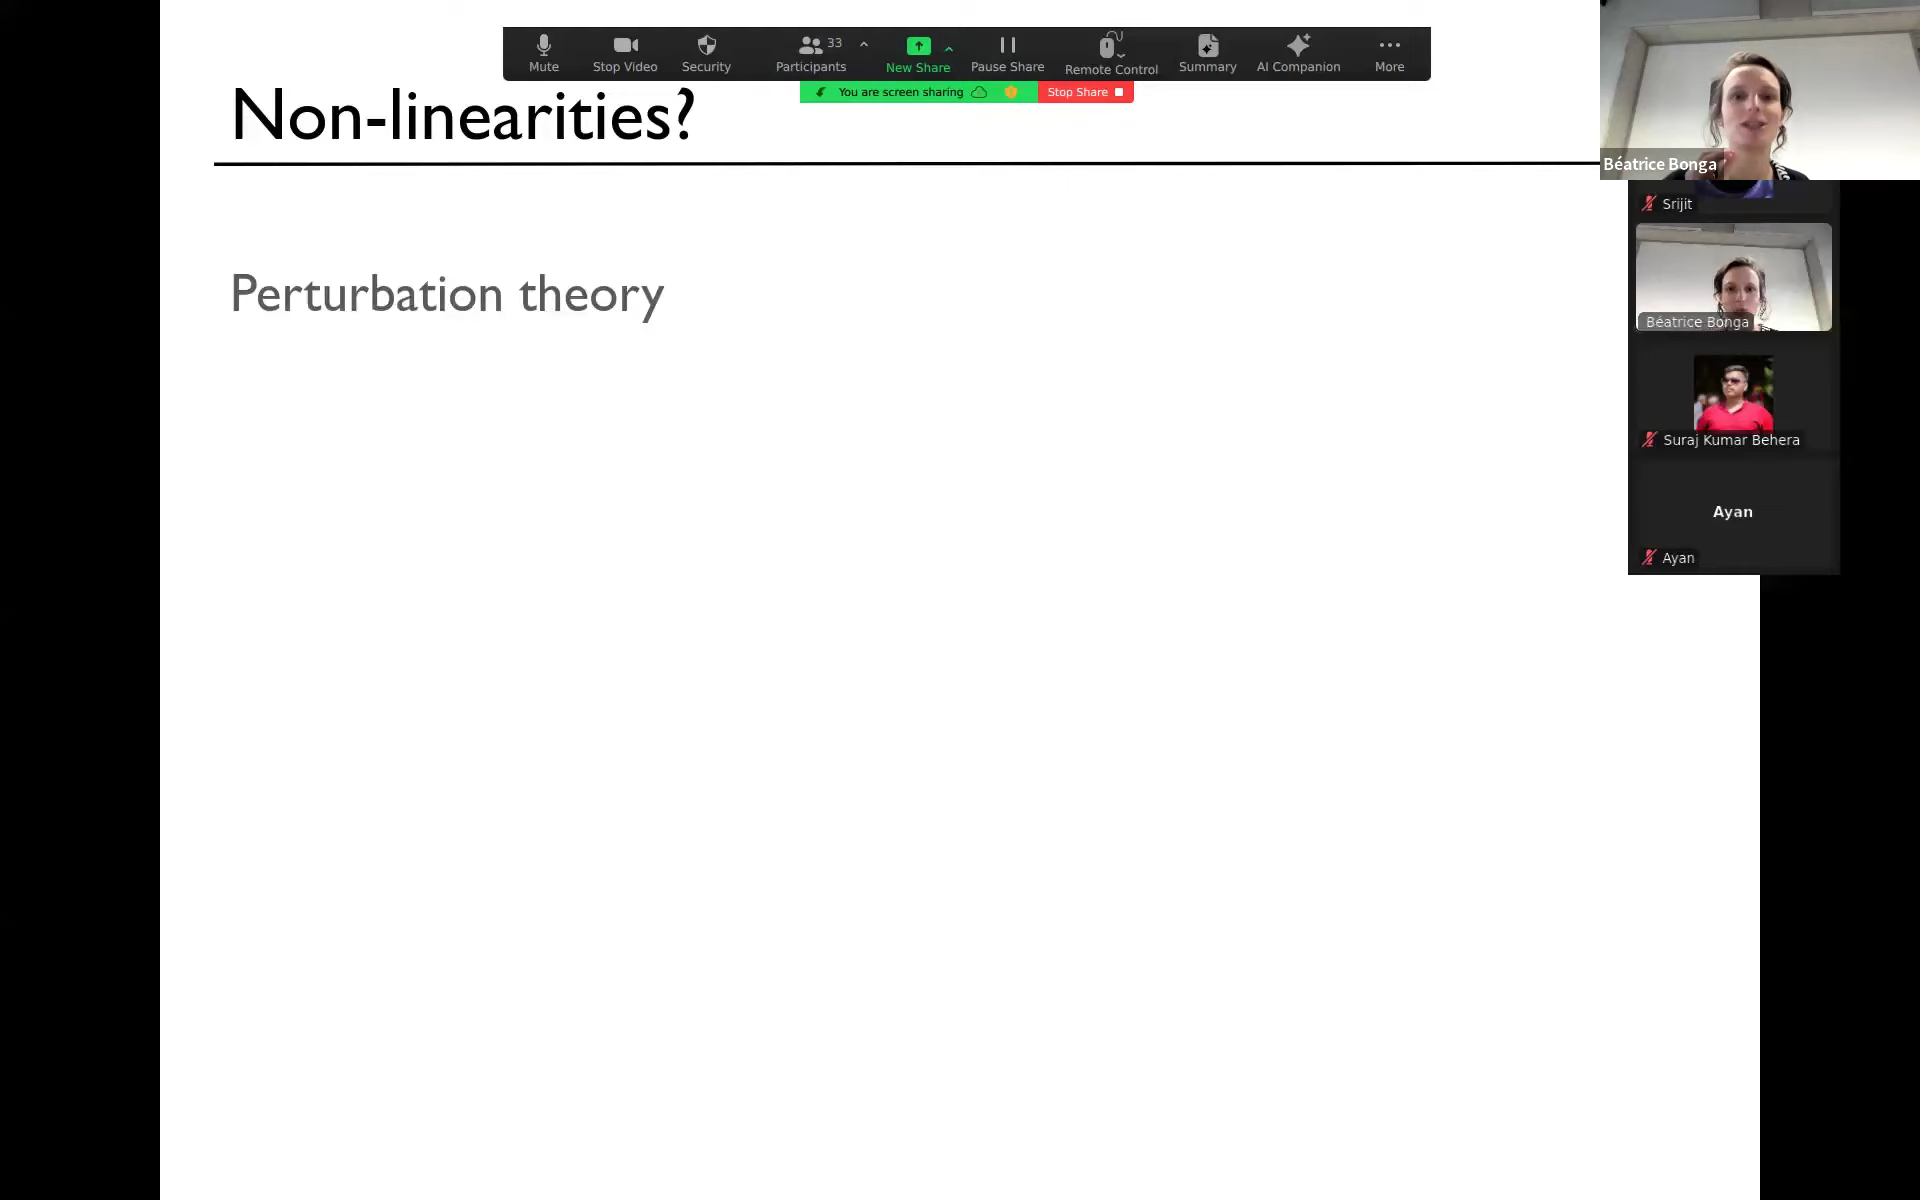 33
Mute
Stop Video
Security
Participants
New Share
Pause Share
Remote Control
Summary
AI Companion
More
You are screen sharing
Stop Share
Non-linearities?
Béatrice Bonga
Srijit
Perturbation theory
Béatrice Bonga
Suraj Kumar Behera
Ayan
Ayan